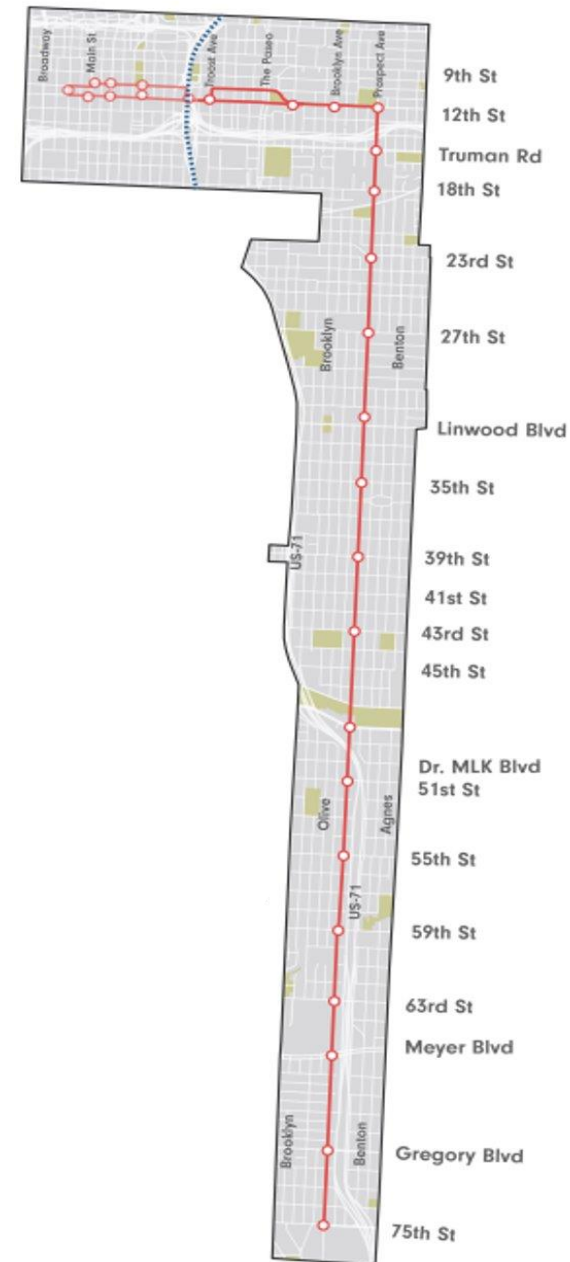 Broadway
Main St
Troost Ave
The Paseo
Brooklyn Ave
Prospect Ave
9th St
12th St
Truman Rd
18th St
23rd St
27th St
Brooklyn
Benton
Linwood Blvd
35th St
39th St
US-71
41st St
43rd St
45th St
Dr. MLK Blvd
51st St
Olive
Agnes
55th St
US-71
59th St
63rd St
Meyer Blvd
Brooklyn
Benton
Gregory Blvd
75th St